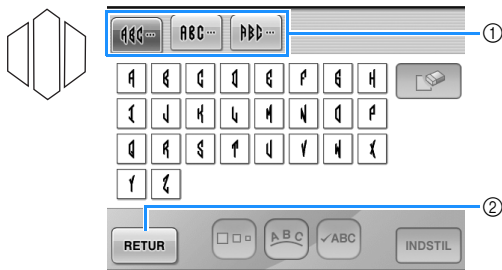 ABC… ABC… ABC… ①
A B C D E F G H
I J K L M N O P
Q R S T U V W X
Y Z
②
RETUR ABC ✓ABC INDSTIL